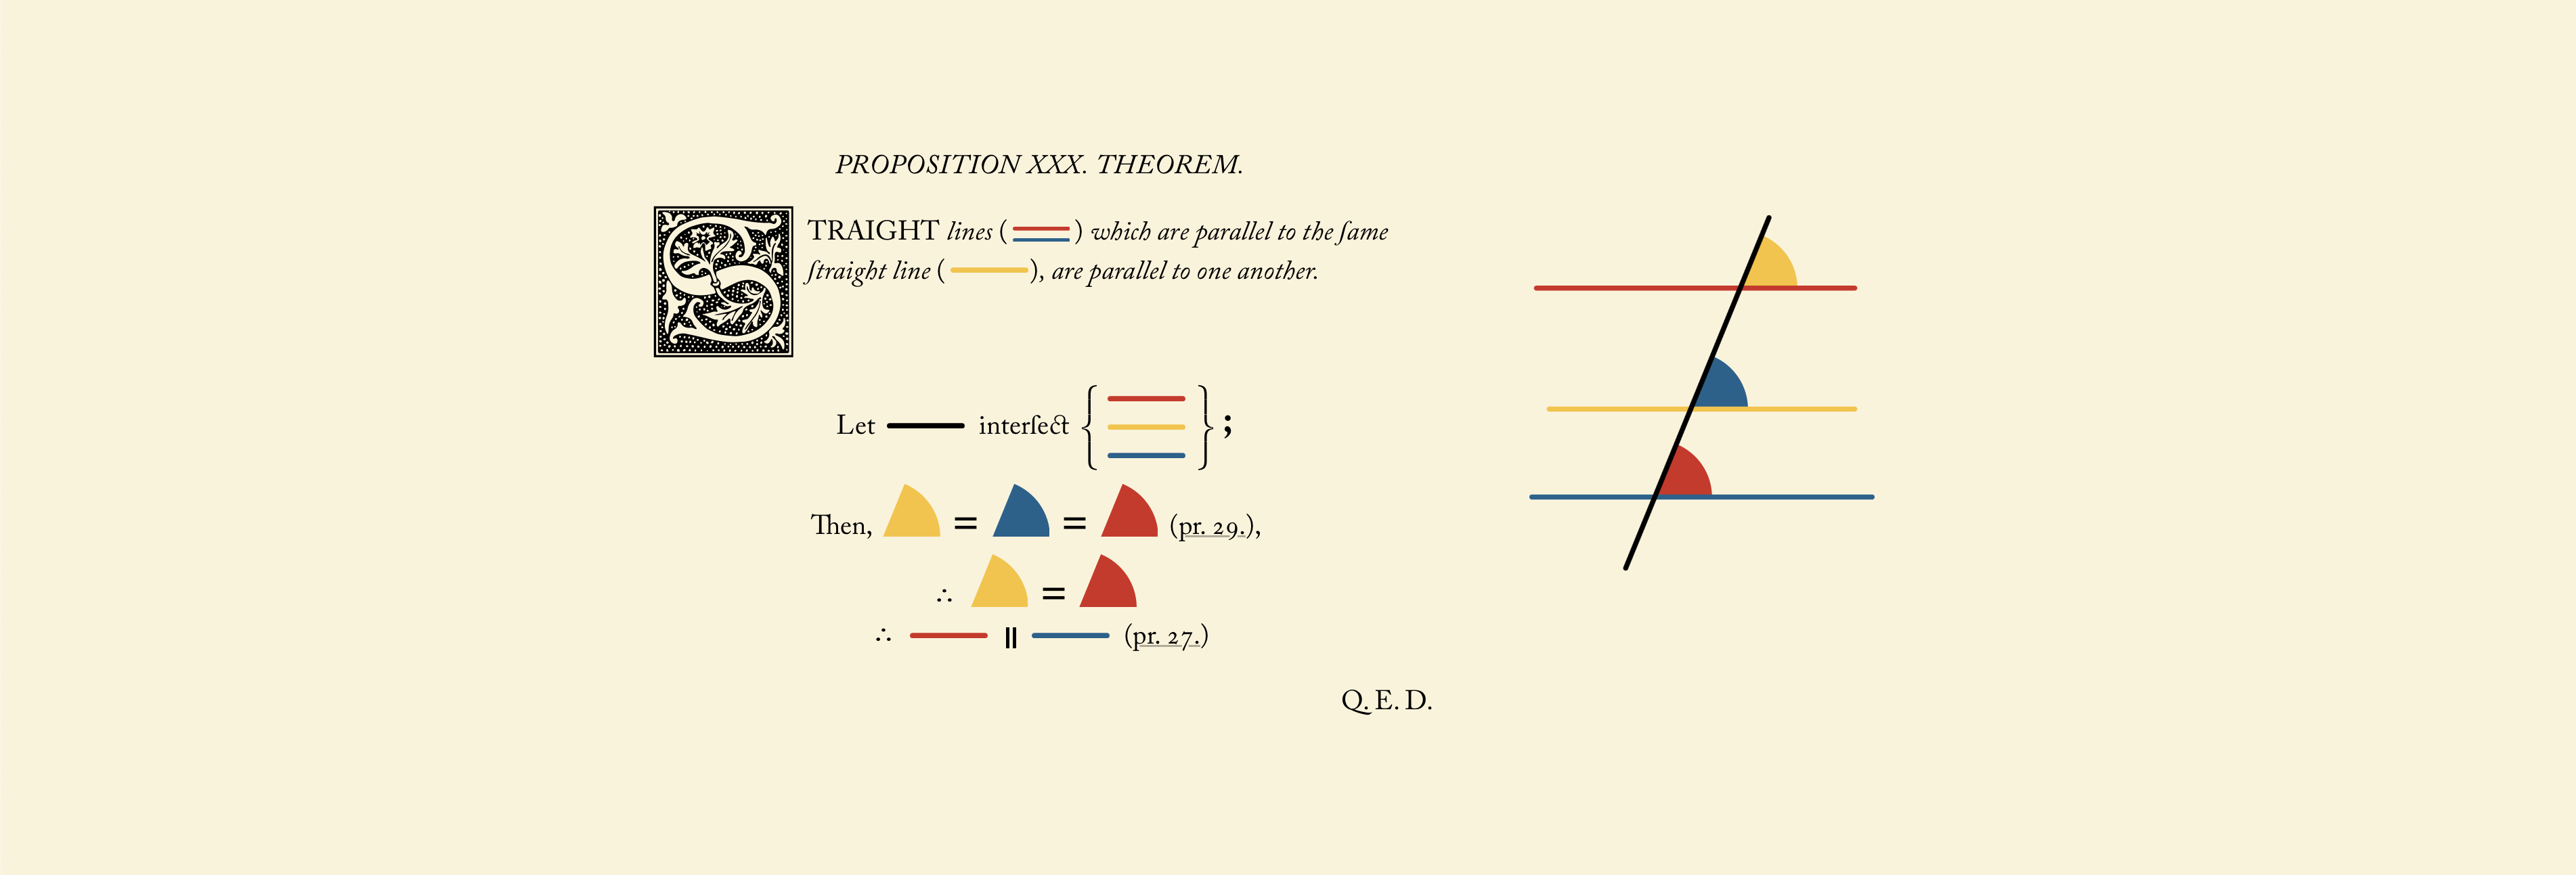 PROPOSITION XXX. THEOREM.
STRAIGHT lines ( ) which are parallel to the ſame
ſtraight line ( ), are parallel to one another.
Let interſect { } ;
Then, = = (pr. 29.),
∴ =
∴ ∥ (pr. 27.)
Q. E. D.